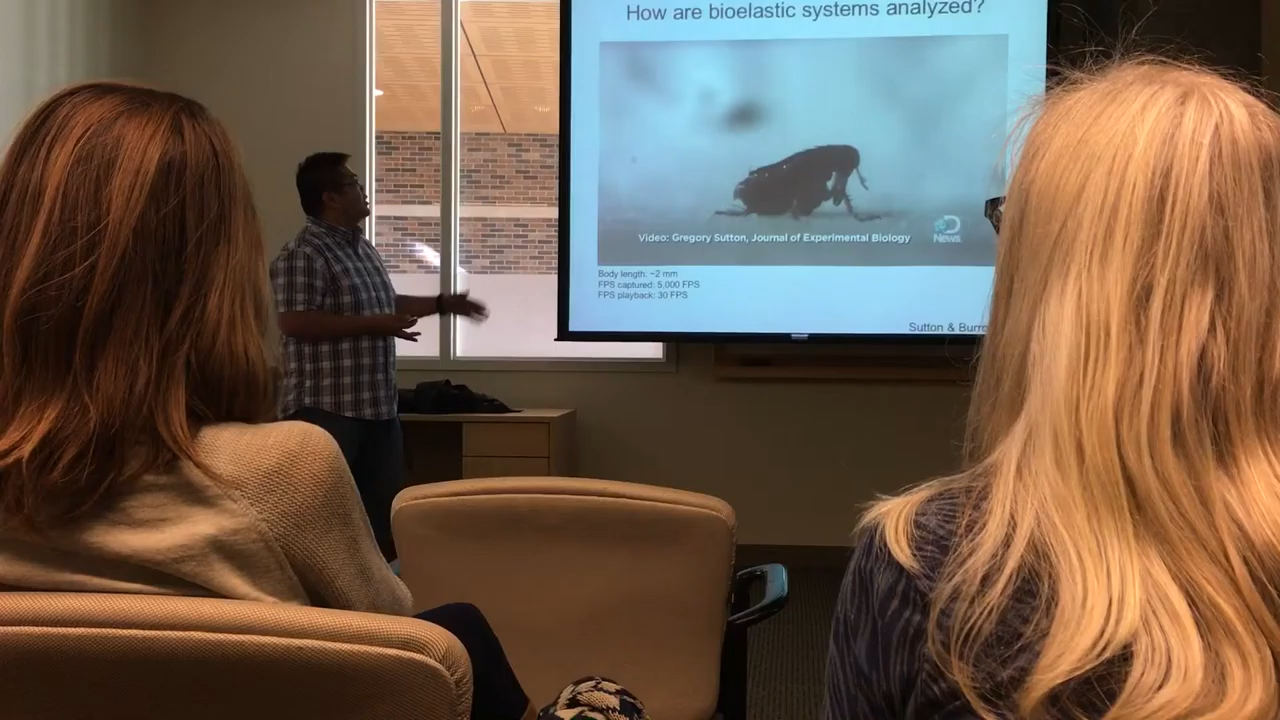 How are bioelastic systems analyzed?
Video: Gregory Sutton, Journal of Experimental Biology
D
News
Body length: ~2 mm
FPS captured: 5,000 FPS
FPS playback: 30 FPS
Sutton &